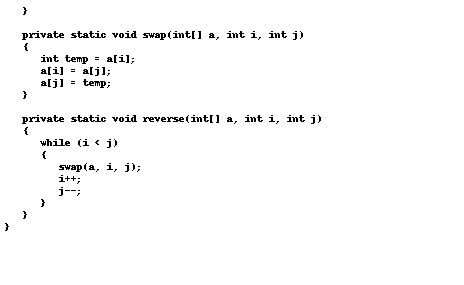 }
private static void swap(int[] a, int i, int j)
{
int temp = a[i];
a[i] = a[j];
a[j] = temp;
}
private static void reverse(int[] a, int i, int j)
{
while (i < j)
{
swap(a, i, j);
i++;
j--;
}
}
}